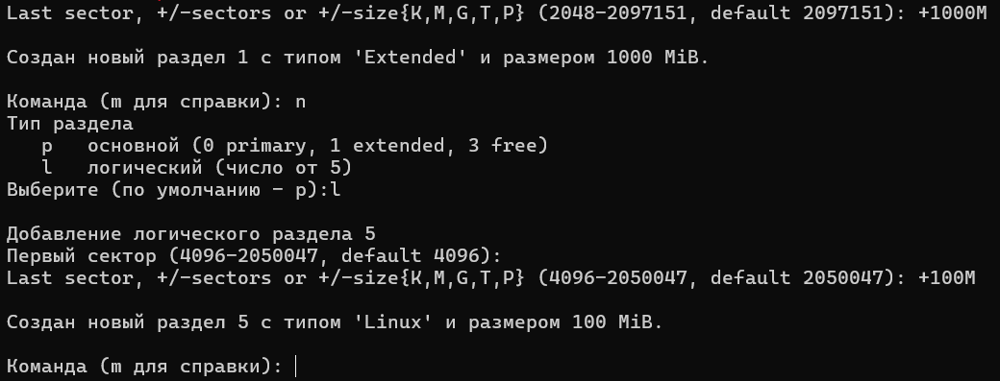 Last sector, +/-sectors or +/-size{K,M,G,T,P} (2048-2097151, default 2097151): +1000M
Создан новый раздел 1 с типом 'Extended' и размером 1000 MiB.
Команда (m для справки): n
Тип раздела
p основной (0 primary, 1 extended, 3 free)
l логический (число от 5)
Выберите (по умолчанию - p):l
Добавление логического раздела 5
Первый сектор (4096-2050047, default 4096):
Last sector, +/-sectors or +/-size{K,M,G,T,P} (4096-2050047, default 2050047): +100M
Создан новый раздел 5 с типом 'Linux' и размером 100 MiB.
Команда (m для справки):